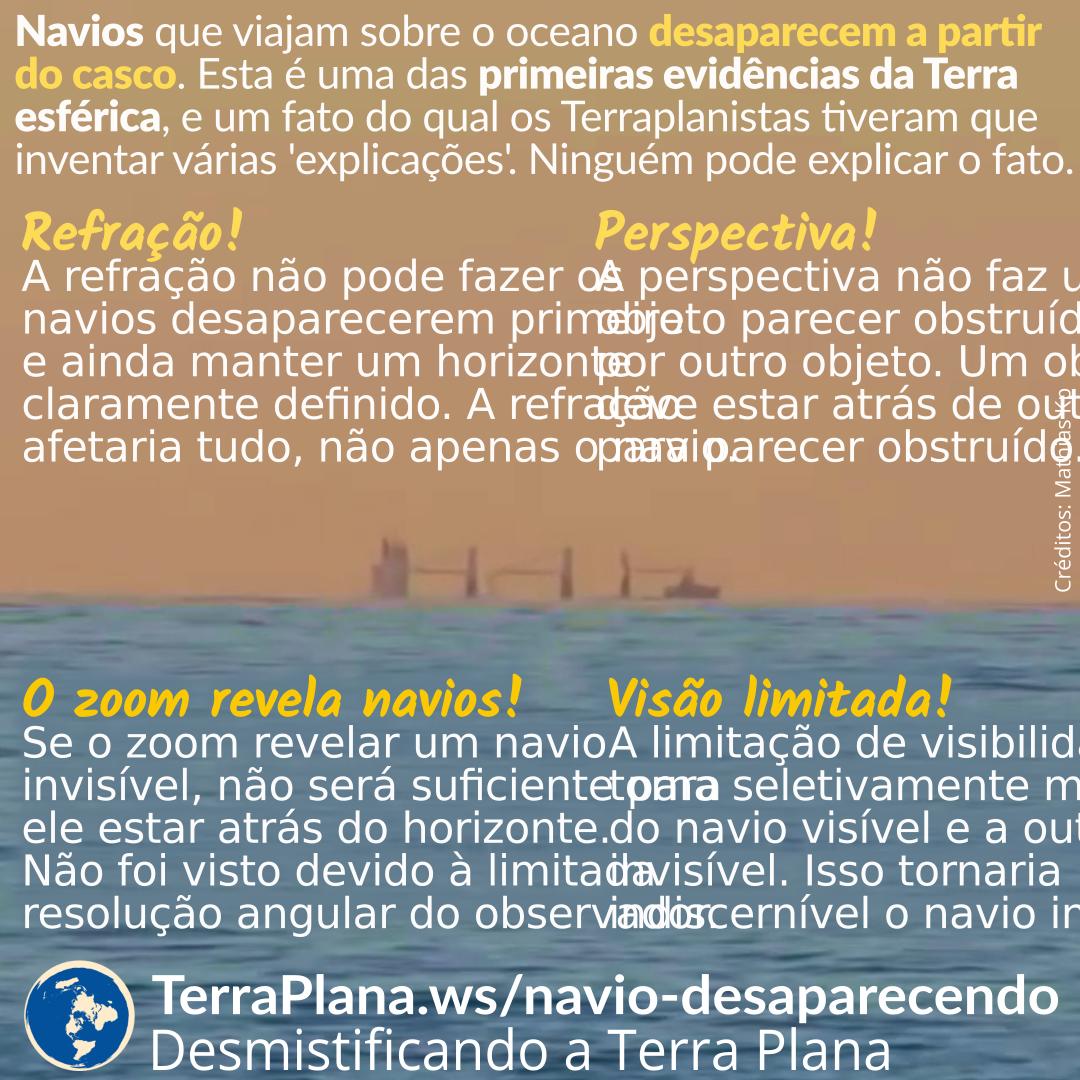 Navios que viajam sobre o oceano desaparecem a partir
do casco. Esta é uma das primeiras evidências da Terra
esférica, e um fato do qual os Terraplanistas tiveram que
inventar várias 'explicações'. Ninguém pode explicar o fato.
Refração!
A refração não pode fazer os
navios desaparecerem primeiro
e ainda manter um horizonte
claramente definido. A refração
afetaria tudo, não apenas o navio.
Perspectiva!
A perspectiva não faz
objeto parecer
por outro objeto. Um
deve estar atrás de
para parecer obstruído.
Créditos:
O zoom revela navios!
Se o zoom revelar um navio
invisível, não será suficiente para
ele estar atrás do horizonte.
Não foi visto devido à limitada
resolução angular do observador.
Visão limitada!
A limitação de
torna seletivamente
do navio visível e a
invisível. Isso tornaria
indiscernível o navio
TerraPlana.ws/navio-desaparecendo
Desmistificando a Terra Plana